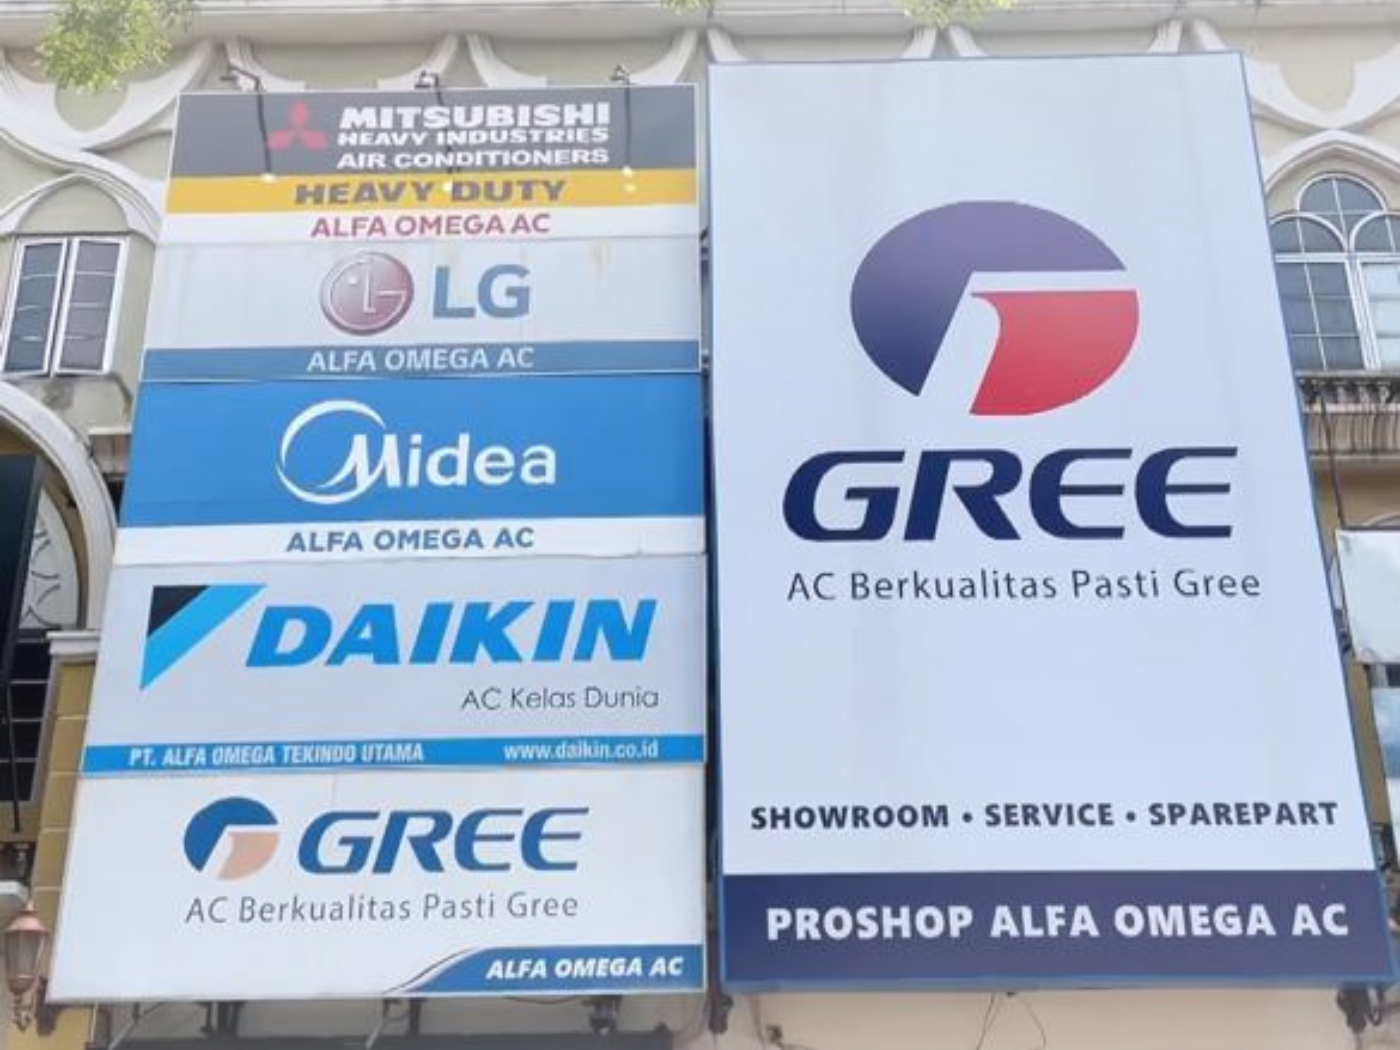 MITSUBISHI
HEAVY INDUSTRIES
AIR CONDITIONERS
HEAVY DUTY
ALFA OMEGA AC
LG
ALFA OMEGA AC
Midea
ALFA OMEGA AC
DAIKIN
AC Kelas Dunia
PT. ALFA OMEGA TEKINDO UTAMA www.daikin.co.id
GREE
AC Berkualitas Pasti Gree
ALFA OMEGA AC
GREE
AC Berkualitas Pasti Gree
SHOWROOM • SERVICE • SPAREPART
PROSHOP ALFA OMEGA AC